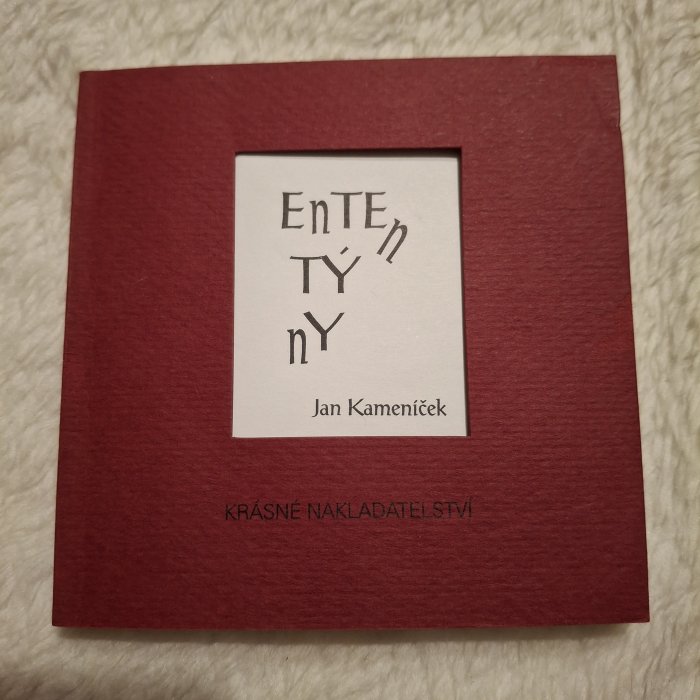 EnTEn
TÝ
nY
Jan Kameníček
KRÁSNÉ NAKLADATELSTVÍ